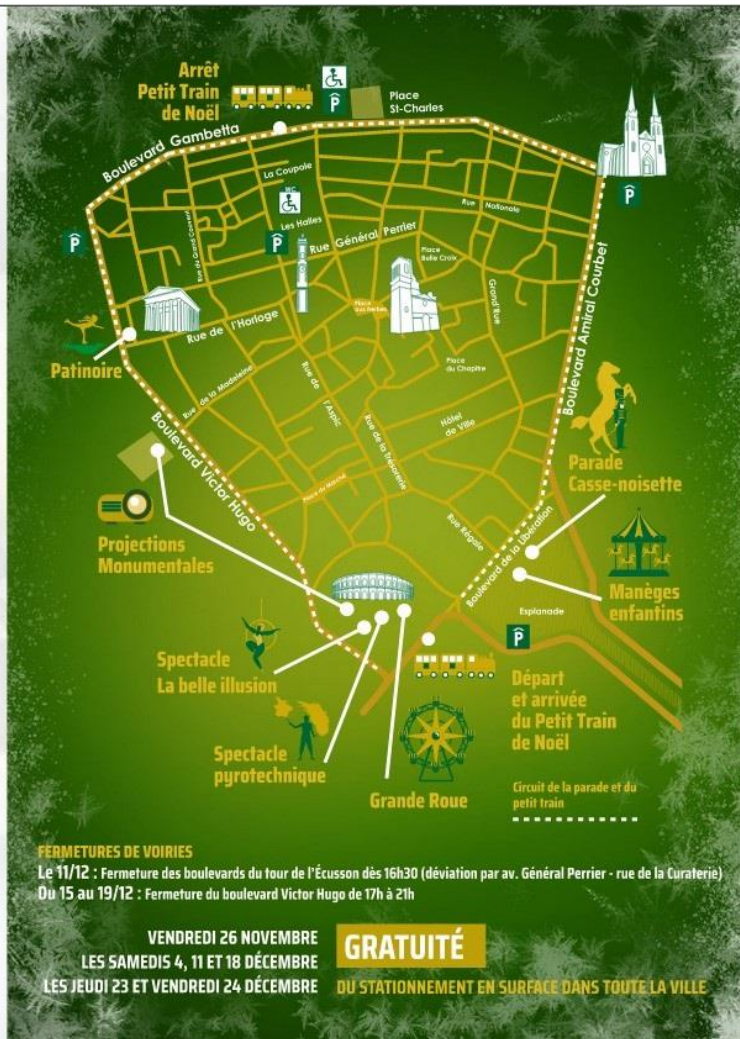 Arrêt
Petit Train
de Noël
P
Place
St-Charles
Boulevard Gambetta
La Coupole
WC
P
Rue Nationale
Les Halles
P
P
Rue du Grand Couvent
Rue Général Perrier
P
Place
Belle Croix
Grand'Rue
Boulevard Amiral Courbet
Place
aux Herbes
Rue de l'Horloge
Patinoire
Place
du Chapitre
Rue de la Madeleine
Rue de
l'Aspic
Hôtel
de Ville
Rue de la Trésorerie
Boulevard Victor Hugo
Parade
Casse-noisette
Place du Marché
Rue Régale
Boulevard de la Libération
Projections
Monumentales
Manèges
enfantins
Esplanade
P
Spectacle
La belle illusion
Départ
et arrivée
du Petit Train
de Noël
Spectacle
pyrotechnique
Grande Roue
Circuit de la parade et du
petit train
FERMETURES DE VOIRIES
Le 11/12 : Fermeture des boulevards du tour de l'Écusson dès 16h30 (déviation par av. Général Perrier - rue de la Curaterie)
Du 15 au 19/12 : Fermeture du boulevard Victor Hugo de 17h à 21h
VENDREDI 26 NOVEMBRE
LES SAMEDIS 4, 11 ET 18 DÉCEMBRE
LES JEUDI 23 ET VENDREDI 24 DÉCEMBRE
GRATUITÉ
DU STATIONNEMENT EN SURFACE DANS TOUTE LA VILLE